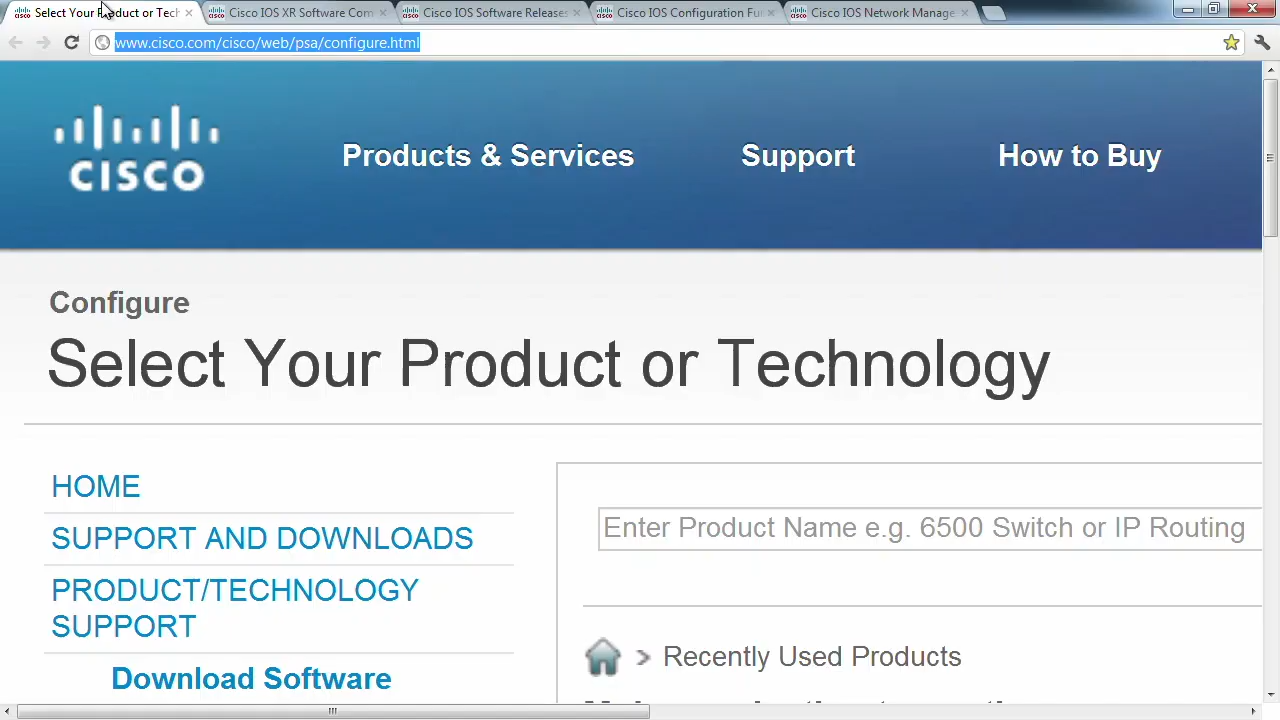 Select Your Product or Tech
Cisco IOS XR Software Com
Cisco IOS Software Releases
Cisco IOS Configuration Fu
Cisco IOS Network Manage
www.cisco.com/cisco/web/psa/configure.html
CISCO
Products & Services
Support
How to Buy
Configure
Select Your Product or Technology
HOME
SUPPORT AND DOWNLOADS
PRODUCT/TECHNOLOGY
SUPPORT
Download Software
Enter Product Name e.g. 6500 Switch or IP Routing
> Recently Used Products